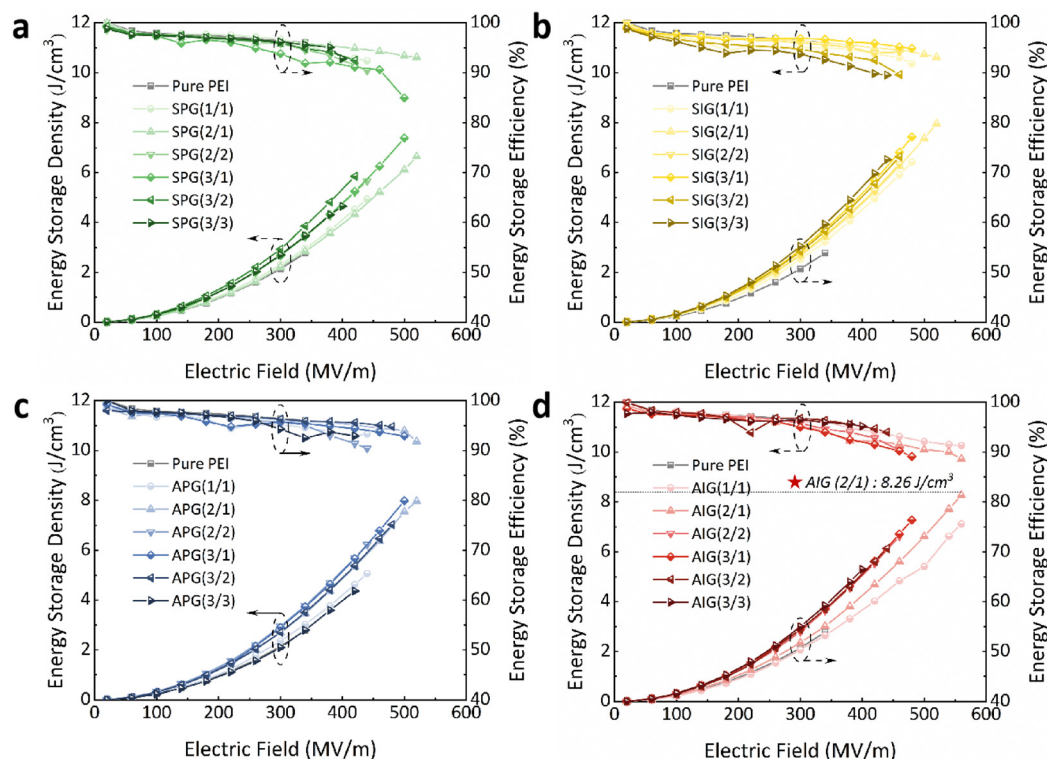 a
12
10
8
6
4
2
0
Energy Storage Density (J/cm³)
Pure PEI
SPG(1/1)
SPG(2/1)
SPG(2/2)
SPG(3/1)
SPG(3/2)
SPG(3/3)
100
90
80
70
60
50
40
Energy Storage Efficiency (%)
0 100 200 300 400 500 600
Electric Field (MV/m)
b
12
10
8
6
4
2
0
Energy Storage Density (J/cm³)
Pure PEI
SIG(1/1)
SIG(2/1)
SIG(2/2)
SIG(3/1)
SIG(3/2)
SIG(3/3)
100
90
80
70
60
50
40
Energy Storage Efficiency (%)
0 100 200 300 400 500 600
Electric Field (MV/m)
c
12
10
8
6
4
2
0
Energy Storage Density (J/cm³)
Pure PEI
APG(1/1)
APG(2/1)
APG(2/2)
APG(3/1)
APG(3/2)
APG(3/3)
100
90
80
70
60
50
40
Energy Storage Efficiency (%)
0 100 200 300 400 500 600
Electric Field (MV/m)
d
12
10
8
6
4
2
0
Energy Storage Density (J/cm³)
Pure PEI
AIG(1/1)
AIG(2/1)
AIG(2/2)
AIG(3/1)
AIG(3/2)
AIG(3/3)
★ AIG (2/1) : 8.26 J/cm³
100
90
80
70
60
50
40
Energy Storage Efficiency (%)
0 100 200 300 400 500 600
Electric Field (MV/m)